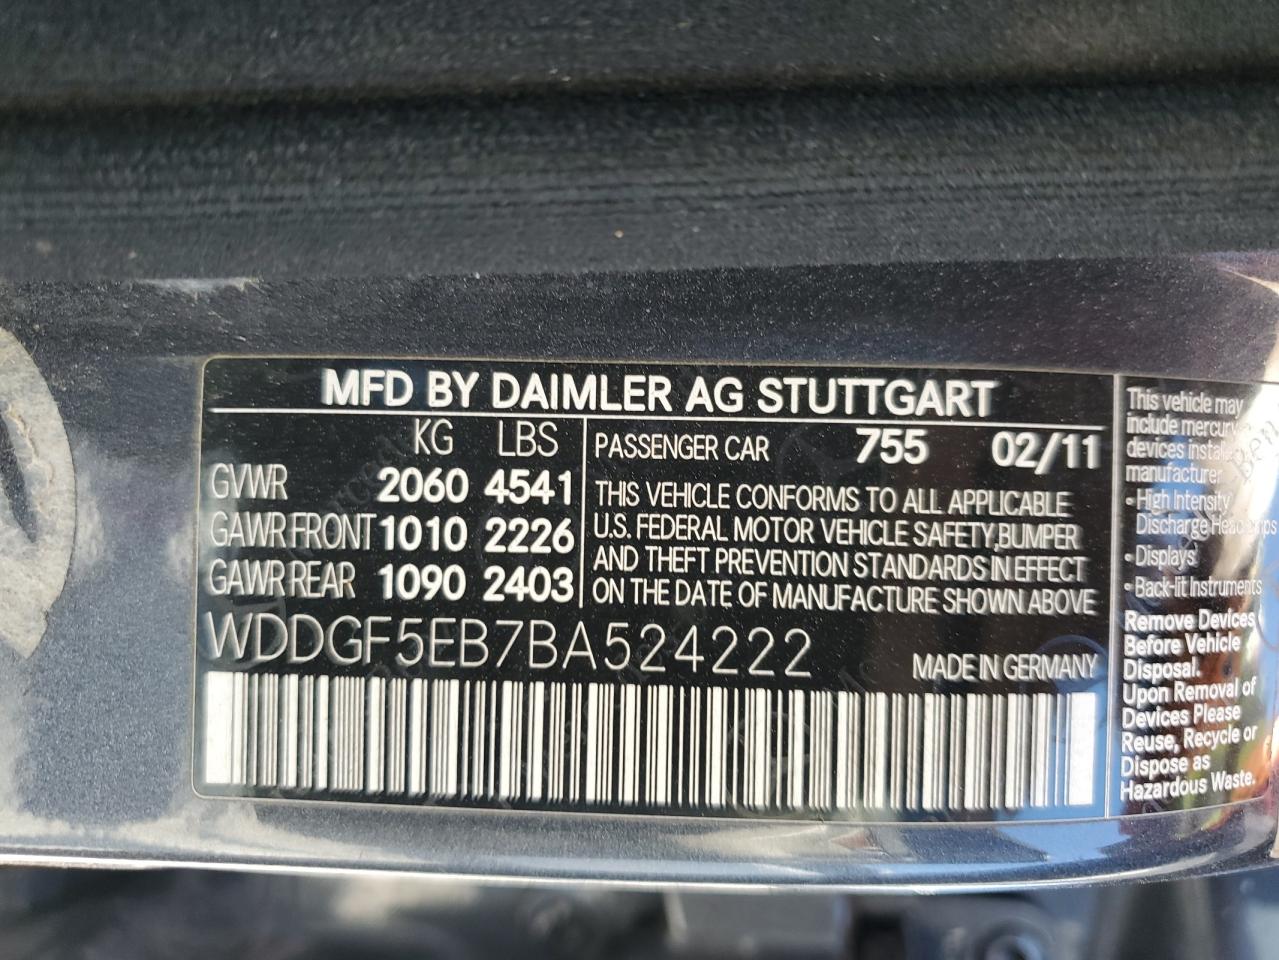 MFD BY DAIMLER AG STUTTGART
KG LBS
GVWR 2060 4541
GAWR FRONT 1010 2226
GAWR REAR 1090 2403
PASSENGER CAR 755 02/11
THIS VEHICLE CONFORMS TO ALL APPLICABLE
U.S. FEDERAL MOTOR VEHICLE SAFETY,BUMPER
AND THEFT PREVENTION STANDARDS IN EFFECT
ON THE DATE OF MANUFACTURE SHOWN ABOVE
WDDGF5EB7BA524222
MADE IN GERMANY
This vehicle may
include mercury
devices
manufacturer
• High Intensity
Discharge
• Displays
• Back-lit Instruments
Remove Devices
Before Vehicle
Disposal.
Upon Removal of
Devices Please
Reuse, Recycle or
Dispose as
Hazardous Waste.